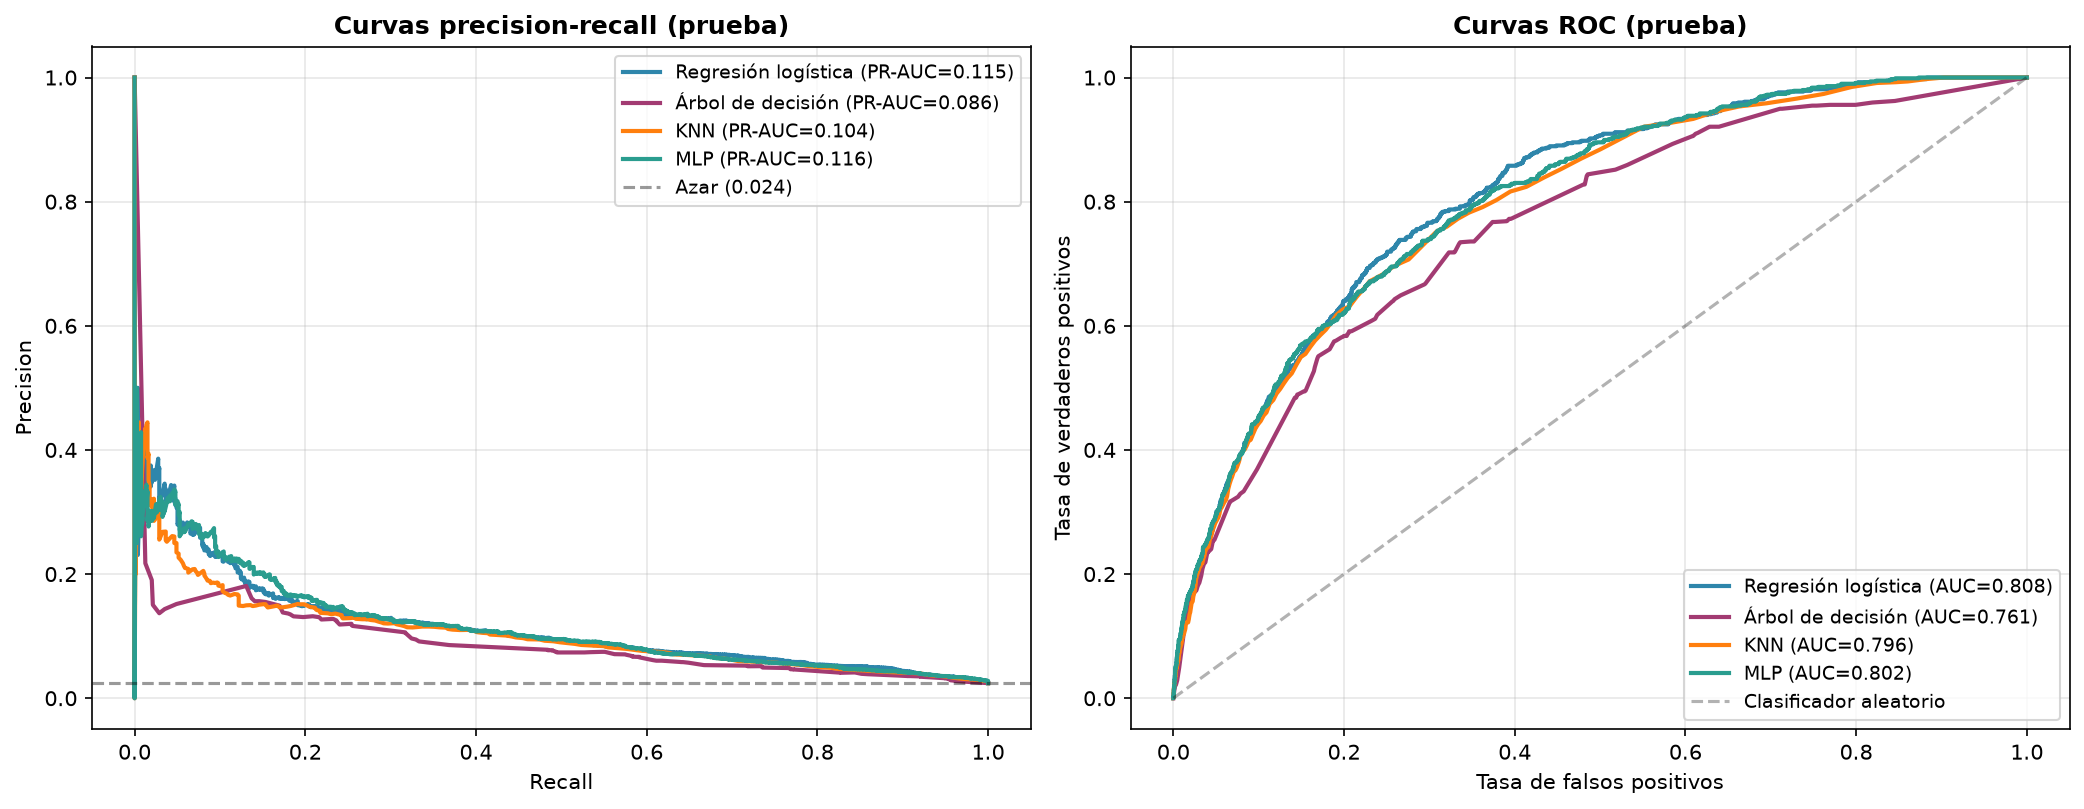 Curvas precision-recall (prueba)
Precision
1.0
0.8
0.6
0.4
0.2
0.0
Regresión logística (PR-AUC=0.115)
Árbol de decisión (PR-AUC=0.086)
KNN (PR-AUC=0.104)
MLP (PR-AUC=0.116)
Azar (0.024)
0.0 0.2 0.4 0.6 0.8 1.0
Recall
Curvas ROC (prueba)
Tasa de verdaderos positivos
1.0
0.8
0.6
0.4
0.2
0.0
Regresión logística (AUC=0.808)
Árbol de decisión (AUC=0.761)
KNN (AUC=0.796)
MLP (AUC=0.802)
Clasificador aleatorio
0.0 0.2 0.4 0.6 0.8 1.0
Tasa de falsos positivos